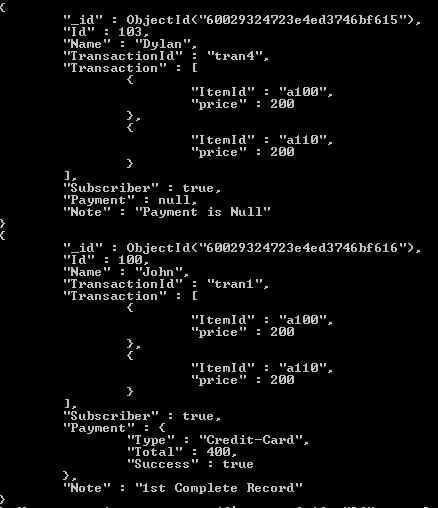 {
"_id" : ObjectId("60029324723e4ed3746bf615"),
"Id" : 103,
"Name" : "Dylan",
"TransactionId" : "tran4",
"Transaction" : [
{
"ItemId" : "a100",
"price" : 200
},
{
"ItemId" : "a110",
"price" : 200
}
],
"Subscriber" : true,
"Payment" : null,
"Note" : "Payment is Null"
}
{
"_id" : ObjectId("60029324723e4ed3746bf616"),
"Id" : 100,
"Name" : "John",
"TransactionId" : "tran1",
"Transaction" : [
{
"ItemId" : "a100",
"price" : 200
},
{
"ItemId" : "a110",
"price" : 200
}
],
"Subscriber" : true,
"Payment" : {
"Type" : "Credit-Card",
"Total" : 400,
"Success" : true
},
"Note" : "1st Complete Record"
}